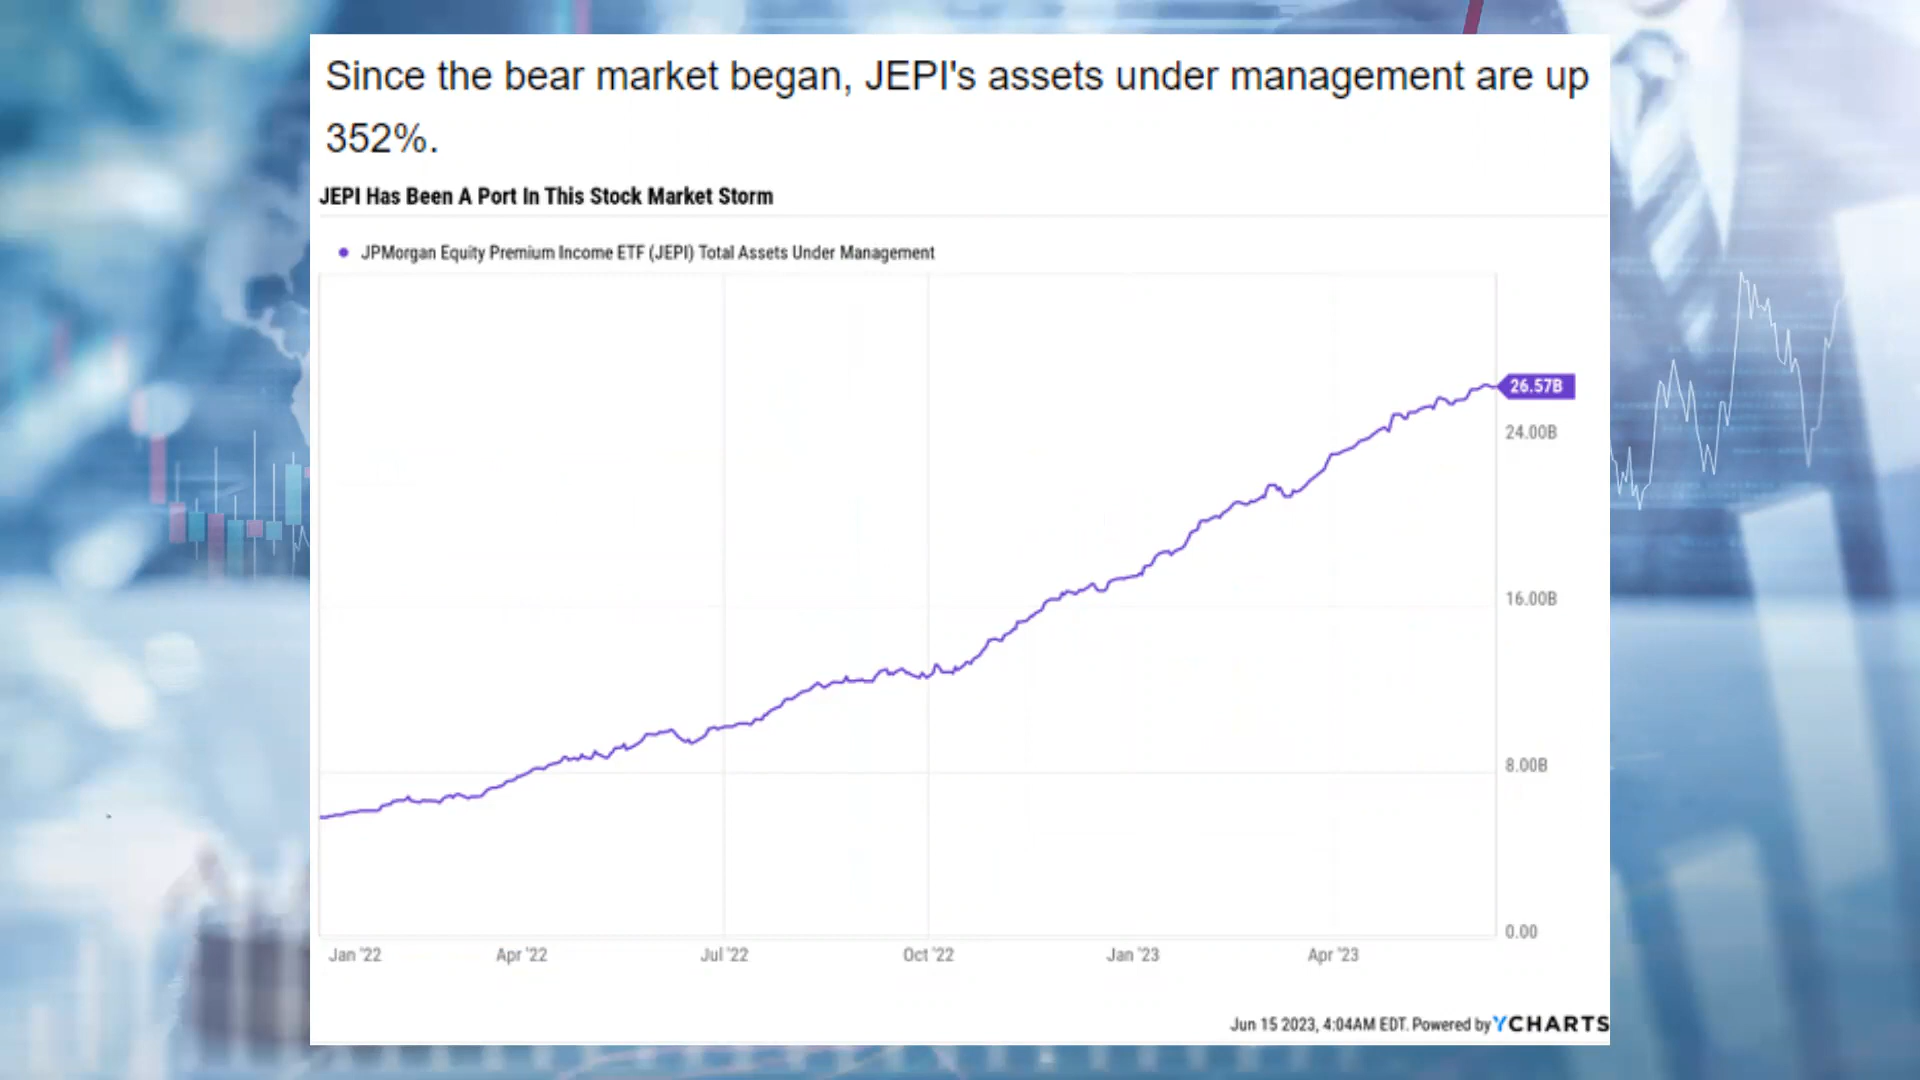 Since the bear market began, JEPI's assets under management are up
352%.
JEPI Has Been A Port In This Stock Market Storm
JPMorgan Equity Premium Income ETF (JEPI) Total Assets Under Management
26.57B
24.00B
16.00B
8.00B
0.00
Jan '22 Apr '22 Jul '22 Oct '22 Jan '23 Apr '23
Jun 15 2023, 4:04AM EDT. Powered by YCHARTS